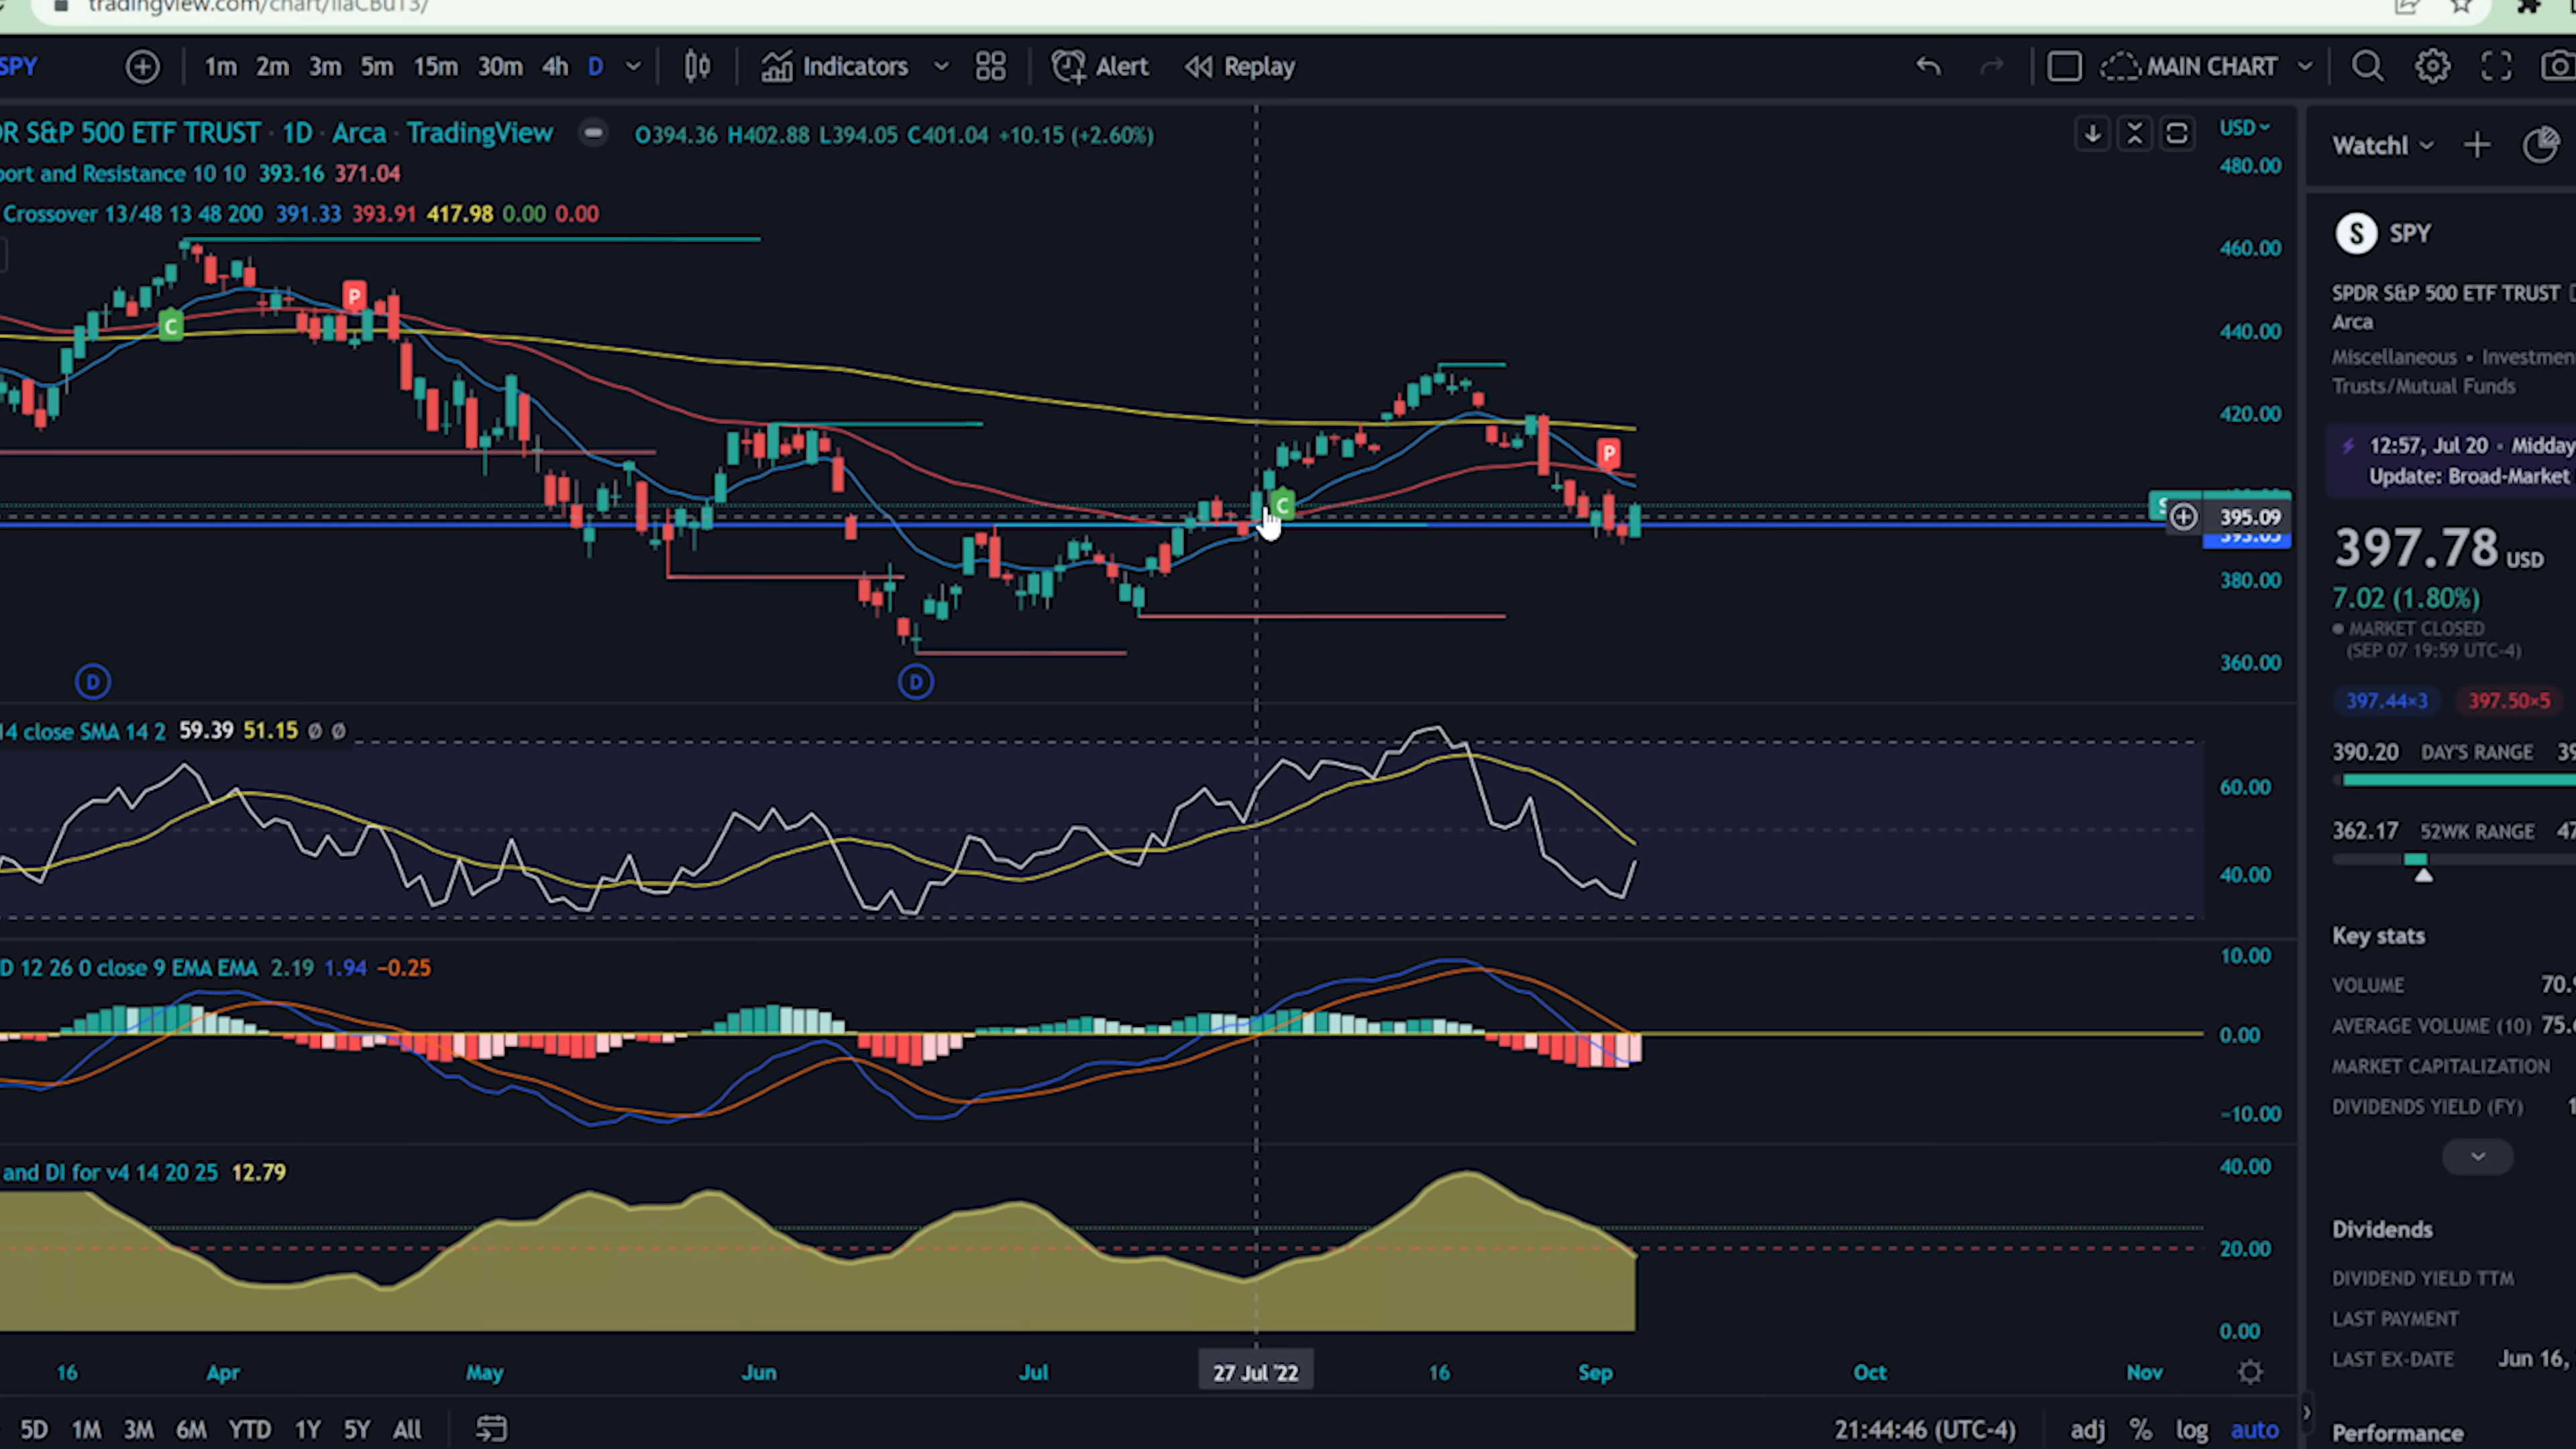 tradingview.com/chart/
SPY 1m 2m 3m 5m 15m 30m 4h D Indicators Alert Replay MAIN CHART
R S&P 500 ETF TRUST · 1D · Arca · TradingView O394.36 H402.88 L394.05 C401.04 +10.15 (+2.60%)
ort and Resistance 10 10 393.16 371.04
Crossover 13/48 13 48 200 391.33 393.91 417.98 0.00 0.00
USD
480.00
460.00
440.00
420.00
395.09
393.05
380.00
360.00
C
P
C
P
S
D
D
14 close SMA 14 2 59.39 51.15 ∅ ∅
60.00
40.00
D 12 26 0 close 9 EMA EMA 2.19 1.94 −0.25
10.00
0.00
−10.00
and DI for v4 14 20 25 12.79
40.00
20.00
0.00
16 Apr May Jun Jul 27 Jul '22 16 Sep Oct Nov
5D 1M 3M 6M YTD 1Y 5Y All 21:44:46 (UTC-4) adj % log auto
Watchl
S SPY
SPDR S&P 500 ETF TRUST
Arca
Miscellaneous • Investmen
Trusts/Mutual Funds
12:57, Jul 20 · Midday
Update: Broad-Market
397.78 USD
7.02 (1.80%)
MARKET CLOSED
(SEP 07 19:59 UTC-4)
397.44×3 397.50×5
390.20 DAY'S RANGE 39
362.17 52WK RANGE 47
Key stats
VOLUME 70.
AVERAGE VOLUME (10) 75.
MARKET CAPITALIZATION
DIVIDENDS YIELD (FY) 1
Dividends
DIVIDEND YIELD TTM
LAST PAYMENT
LAST EX-DATE Jun 16,
Performance